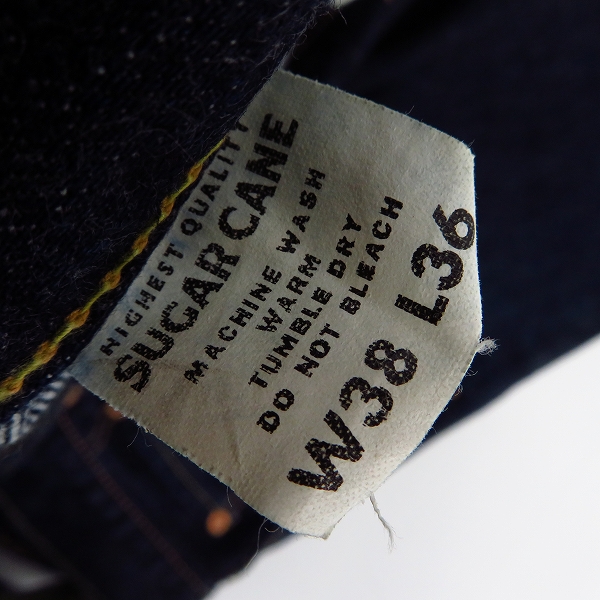 HIGHEST QUALITY
SUGAR CANE
MACHINE WASH
WARM
TUMBLE DRY
DO NOT BLEACH
W38 L36